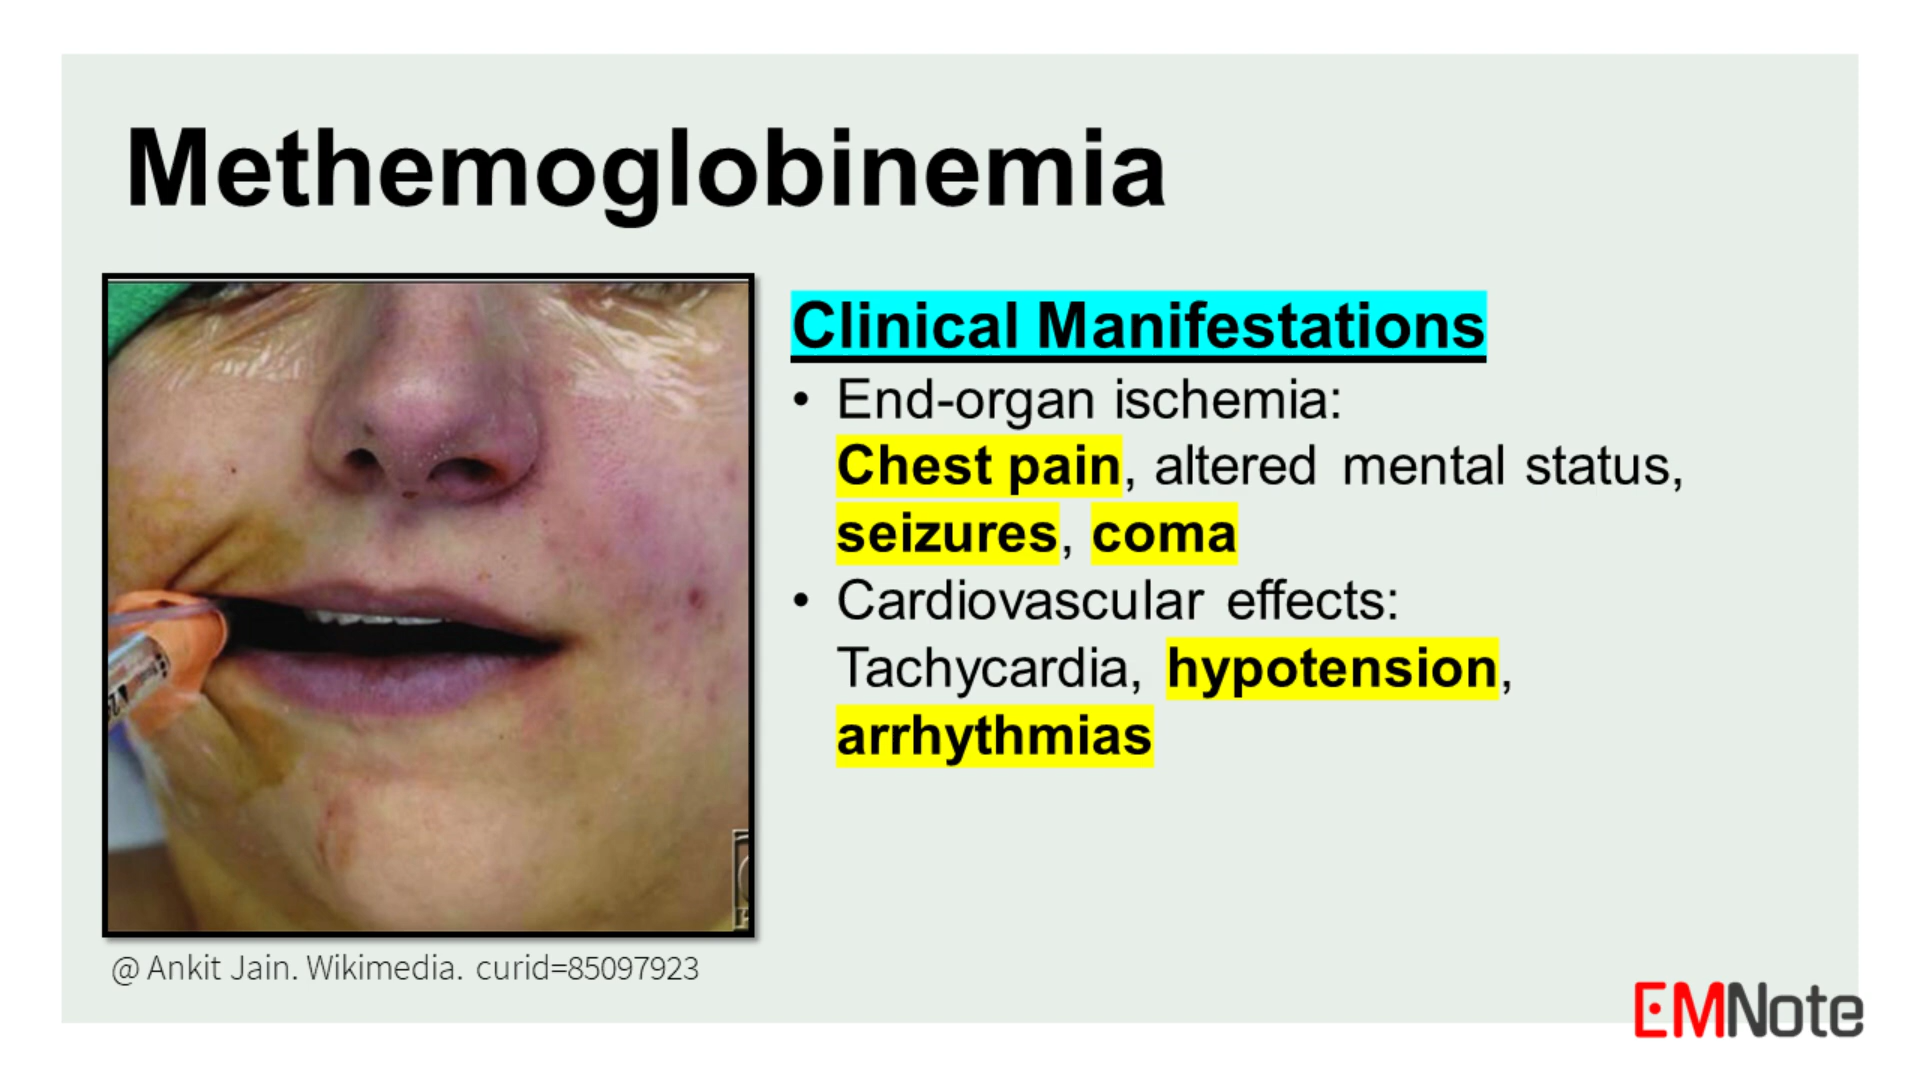 Methemoglobinemia
Clinical Manifestations
• End-organ ischemia:
Chest pain, altered mental status,
seizures, coma
• Cardiovascular effects:
Tachycardia, hypotension,
arrhythmias
@ Ankit Jain. Wikimedia. curid=85097923
EMNote